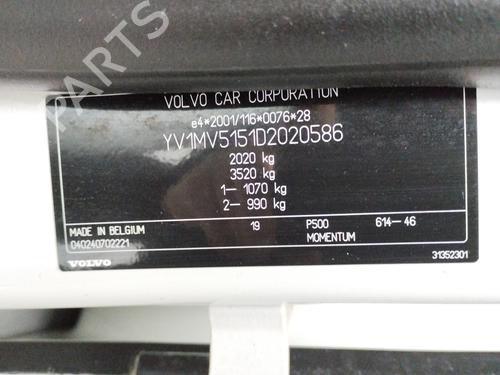 PARTS
VOLVO CAR CORPORATION
e4*2001/116*0076*28
YV1MV5151D2020586
2020 kg
3520 kg
1— 1070 kg
2— 990 kg
19 P500 614—46
MADE IN BELGIUM MOMENTUM
040240702221
VOLVO 31352301